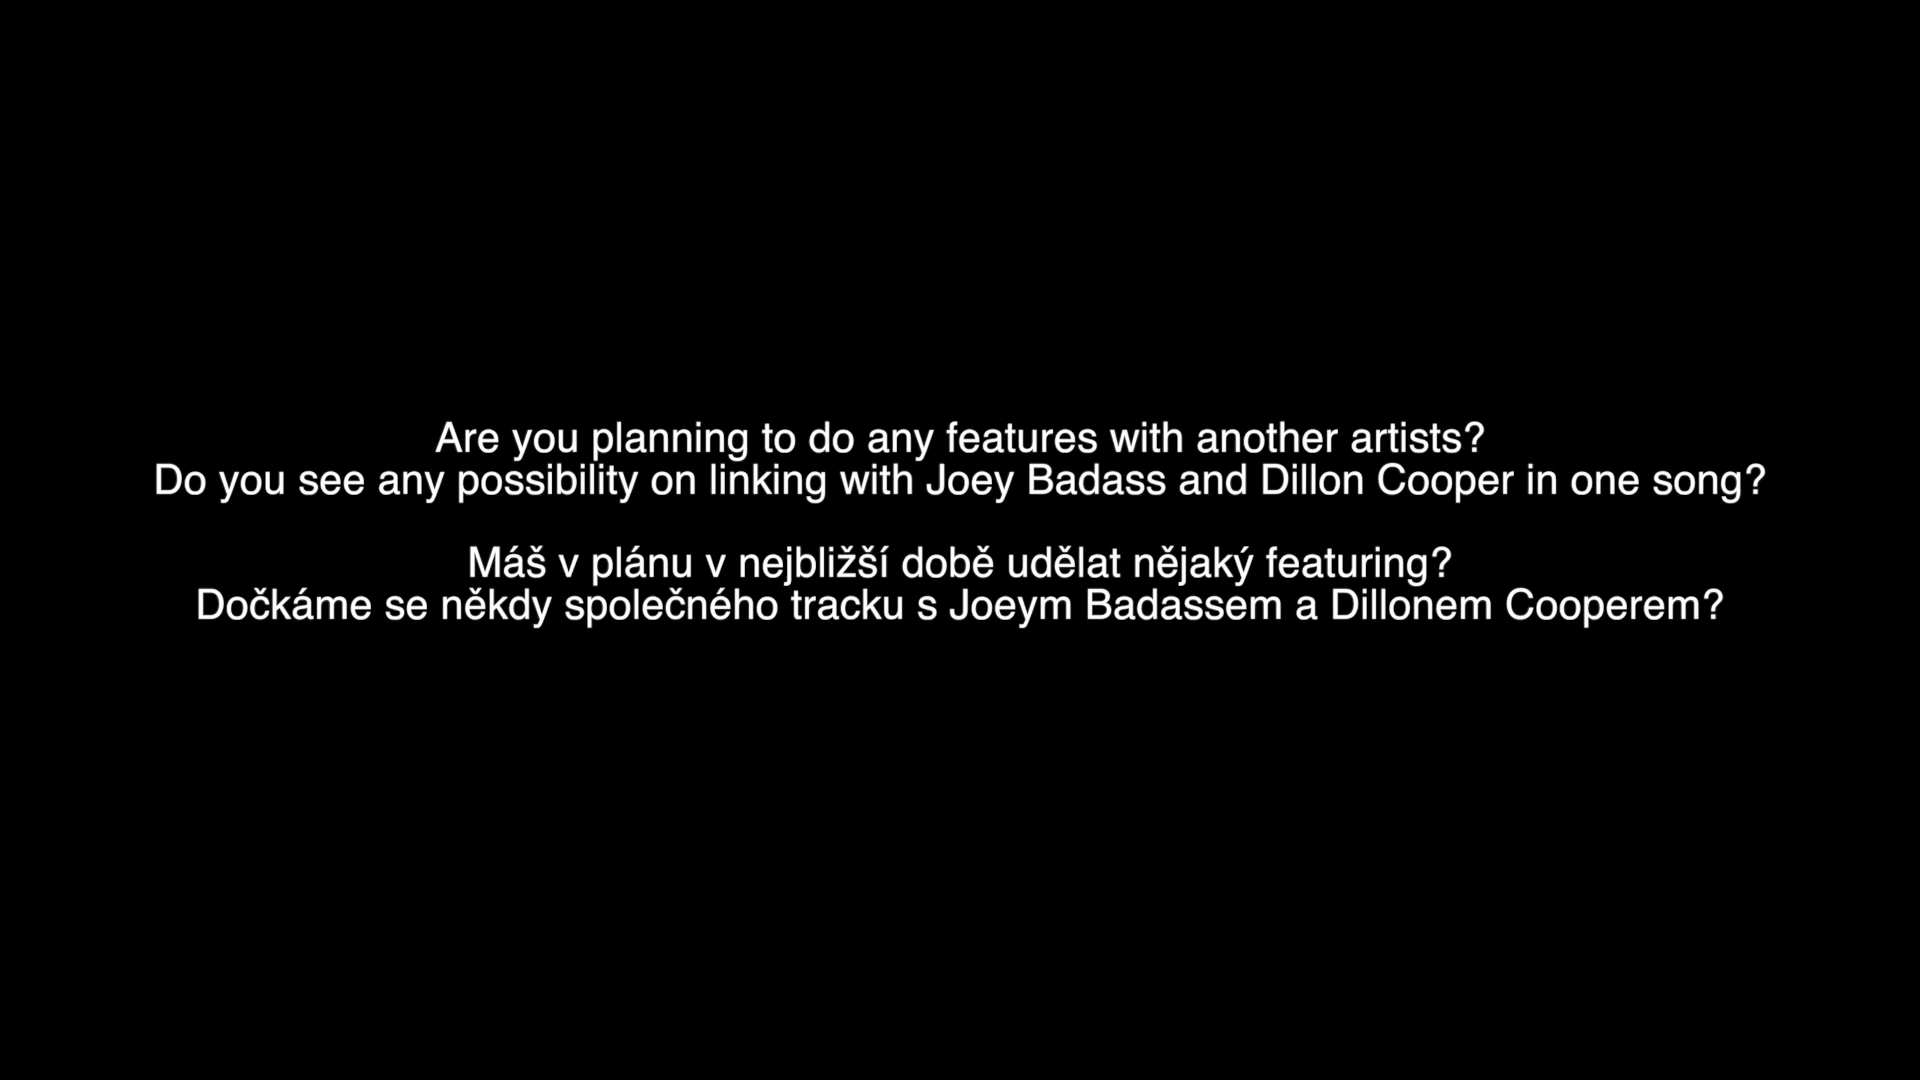 Are you planning to do any features with another artists?
Do you see any possibility on linking with Joey Badass and Dillon Cooper in one song?
Máš v plánu v nejbližší době udělat nějaký featuring?
Dočkáme se někdy společného tracku s Joeym Badassem a Dillonem Cooperem?